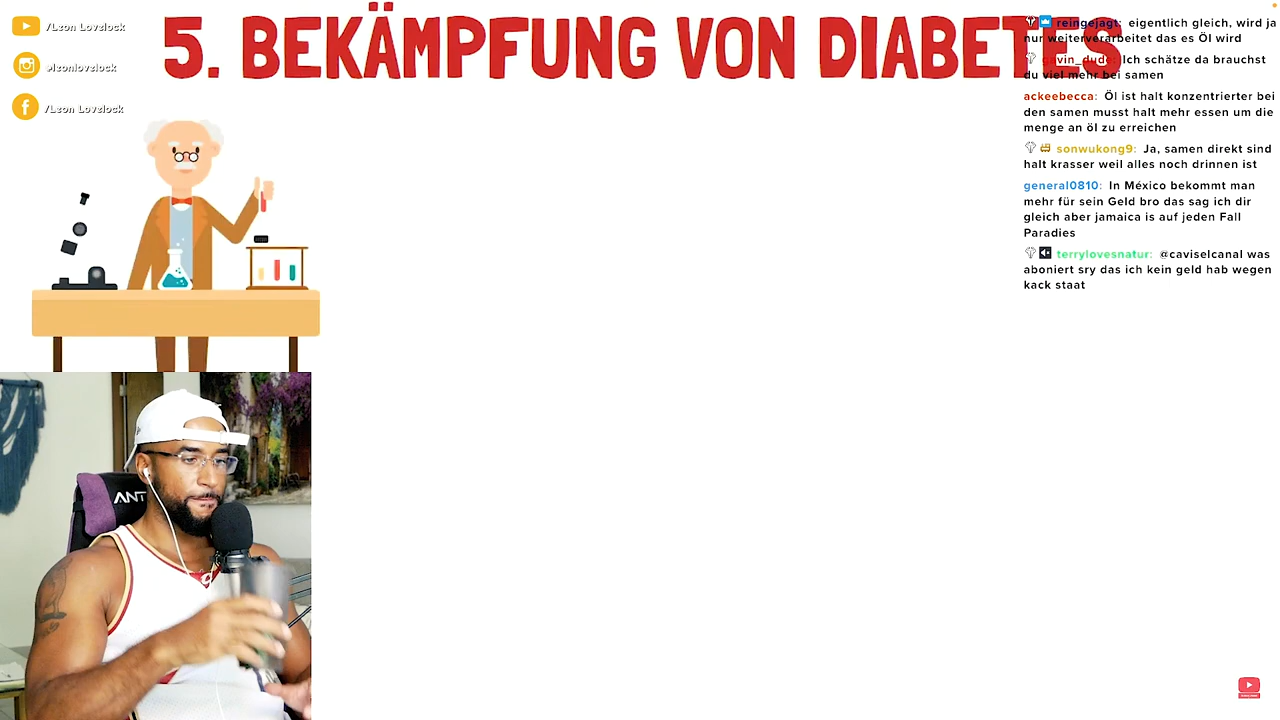 /Leon Lovelock
5. BEKÄMPFUNG VON DIABETES
leonlovelock
/Leon Lovelock
ANT
reingejagt: eigentlich gleich, wird ja
nur weiterverarbeitet das es Öl wird
gavin_dude: Ich schätze da brauchst
du viel mehr bei samen
ackeebecca: Öl ist halt konzentrierter bei
den samen musst halt mehr essen um die
menge an öl zu erreichen
sonwukong9: Ja, samen direkt sind
halt krasser weil alles noch drinnen ist
general0810: In México bekommt man
mehr für sein Geld bro das sag ich dir
gleich aber jamaica is auf jeden Fall
Paradies
terrylovesnatur: @caviselcanal was
aboniert sry das ich kein geld hab wegen
kack staat